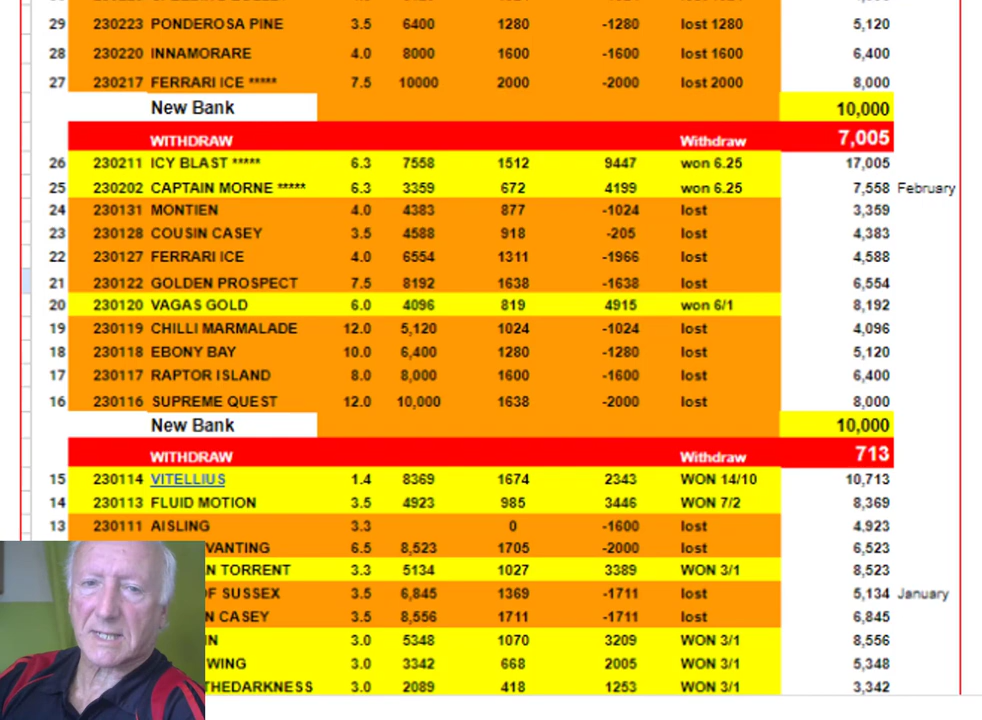 29 230223 PONDEROSA PINE 3.5 6400 1280 -1280 lost 1280 5,120
28 230220 INNAMORARE 4.0 8000 1600 -1600 lost 1600 6,400
27 230217 FERRARI ICE ***** 7.5 10000 2000 -2000 lost 2000 8,000
New Bank 10,000
WITHDRAW Withdraw 7,005
26 230211 ICY BLAST ***** 6.3 7558 1512 9447 won 6.25 17,005
25 230202 CAPTAIN MORNE ***** 6.3 3359 672 4199 won 6.25 7,558 February
24 230131 MONTIEN 4.0 4383 877 -1024 lost 3,359
23 230128 COUSIN CASEY 3.5 4588 918 -205 lost 4,383
22 230127 FERRARI ICE 4.0 6554 1311 -1966 lost 4,588
21 230122 GOLDEN PROSPECT 7.5 8192 1638 -1638 lost 6,554
20 230120 VAGAS GOLD 6.0 4096 819 4915 won 6/1 8,192
19 230119 CHILLI MARMALADE 12.0 5,120 1024 -1024 lost 4,096
18 230118 EBONY BAY 10.0 6,400 1280 -1280 lost 5,120
17 230117 RAPTOR ISLAND 8.0 8,000 1600 -1600 lost 6,400
16 230116 SUPREME QUEST 12.0 10,000 1638 -2000 lost 8,000
New Bank 10,000
WITHDRAW Withdraw 713
15 230114 VITELLIUS 1.4 8369 1674 2343 WON 14/10 10,713
14 230113 FLUID MOTION 3.5 4923 985 3446 WON 7/2 8,369
13 230111 AISLING 3.3 0 -1600 lost 4,923
VANTING 6.5 8,523 1705 -2000 lost 6,523
N TORRENT 3.3 5134 1027 3389 WON 3/1 8,523
OF SUSSEX 3.5 6,845 1369 -1711 lost 5,134 January
N CASEY 3.5 8,556 1711 -1711 lost 6,845
IN 3.0 5348 1070 3209 WON 3/1 8,556
WING 3.0 3342 668 2005 WON 3/1 5,348
THEDARKNESS 3.0 2089 418 1253 WON 3/1 3,342